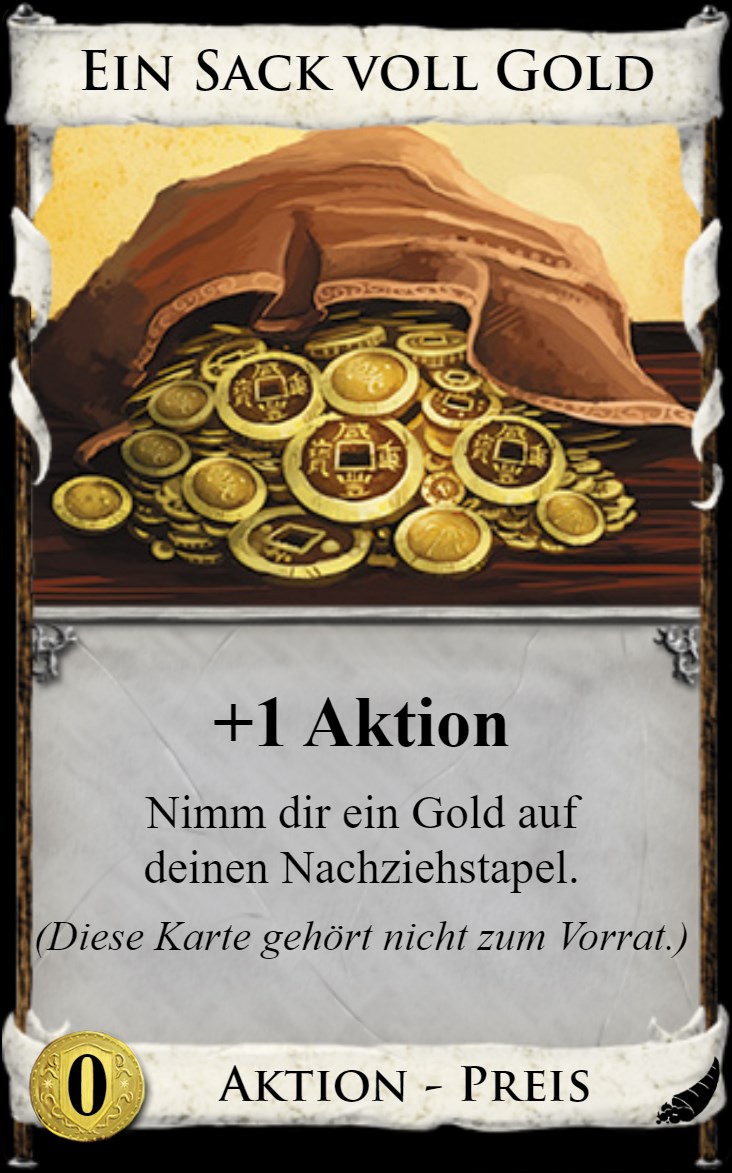 Ein Sack voll Gold
+1 Aktion
Nimm dir ein Gold auf
deinen Nachziehstapel.
(Diese Karte gehört nicht zum Vorrat.)
0
Aktion - Preis